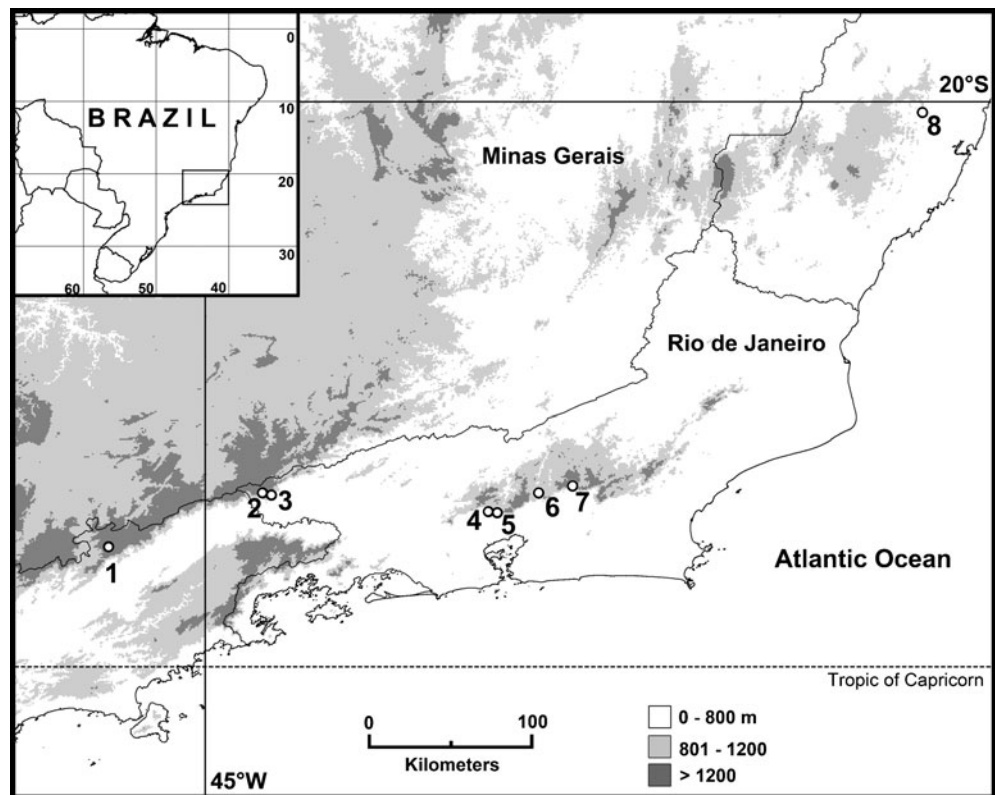 0
BRAZIL
10
20
30
60
50
40
20°S
8
Minas Gerais
Rio de Janeiro
2
3
1
4
5
6
7
Atlantic Ocean
Tropic of Capricorn
0
100
Kilometers
0 - 800 m
801 - 1200
> 1200
45°W